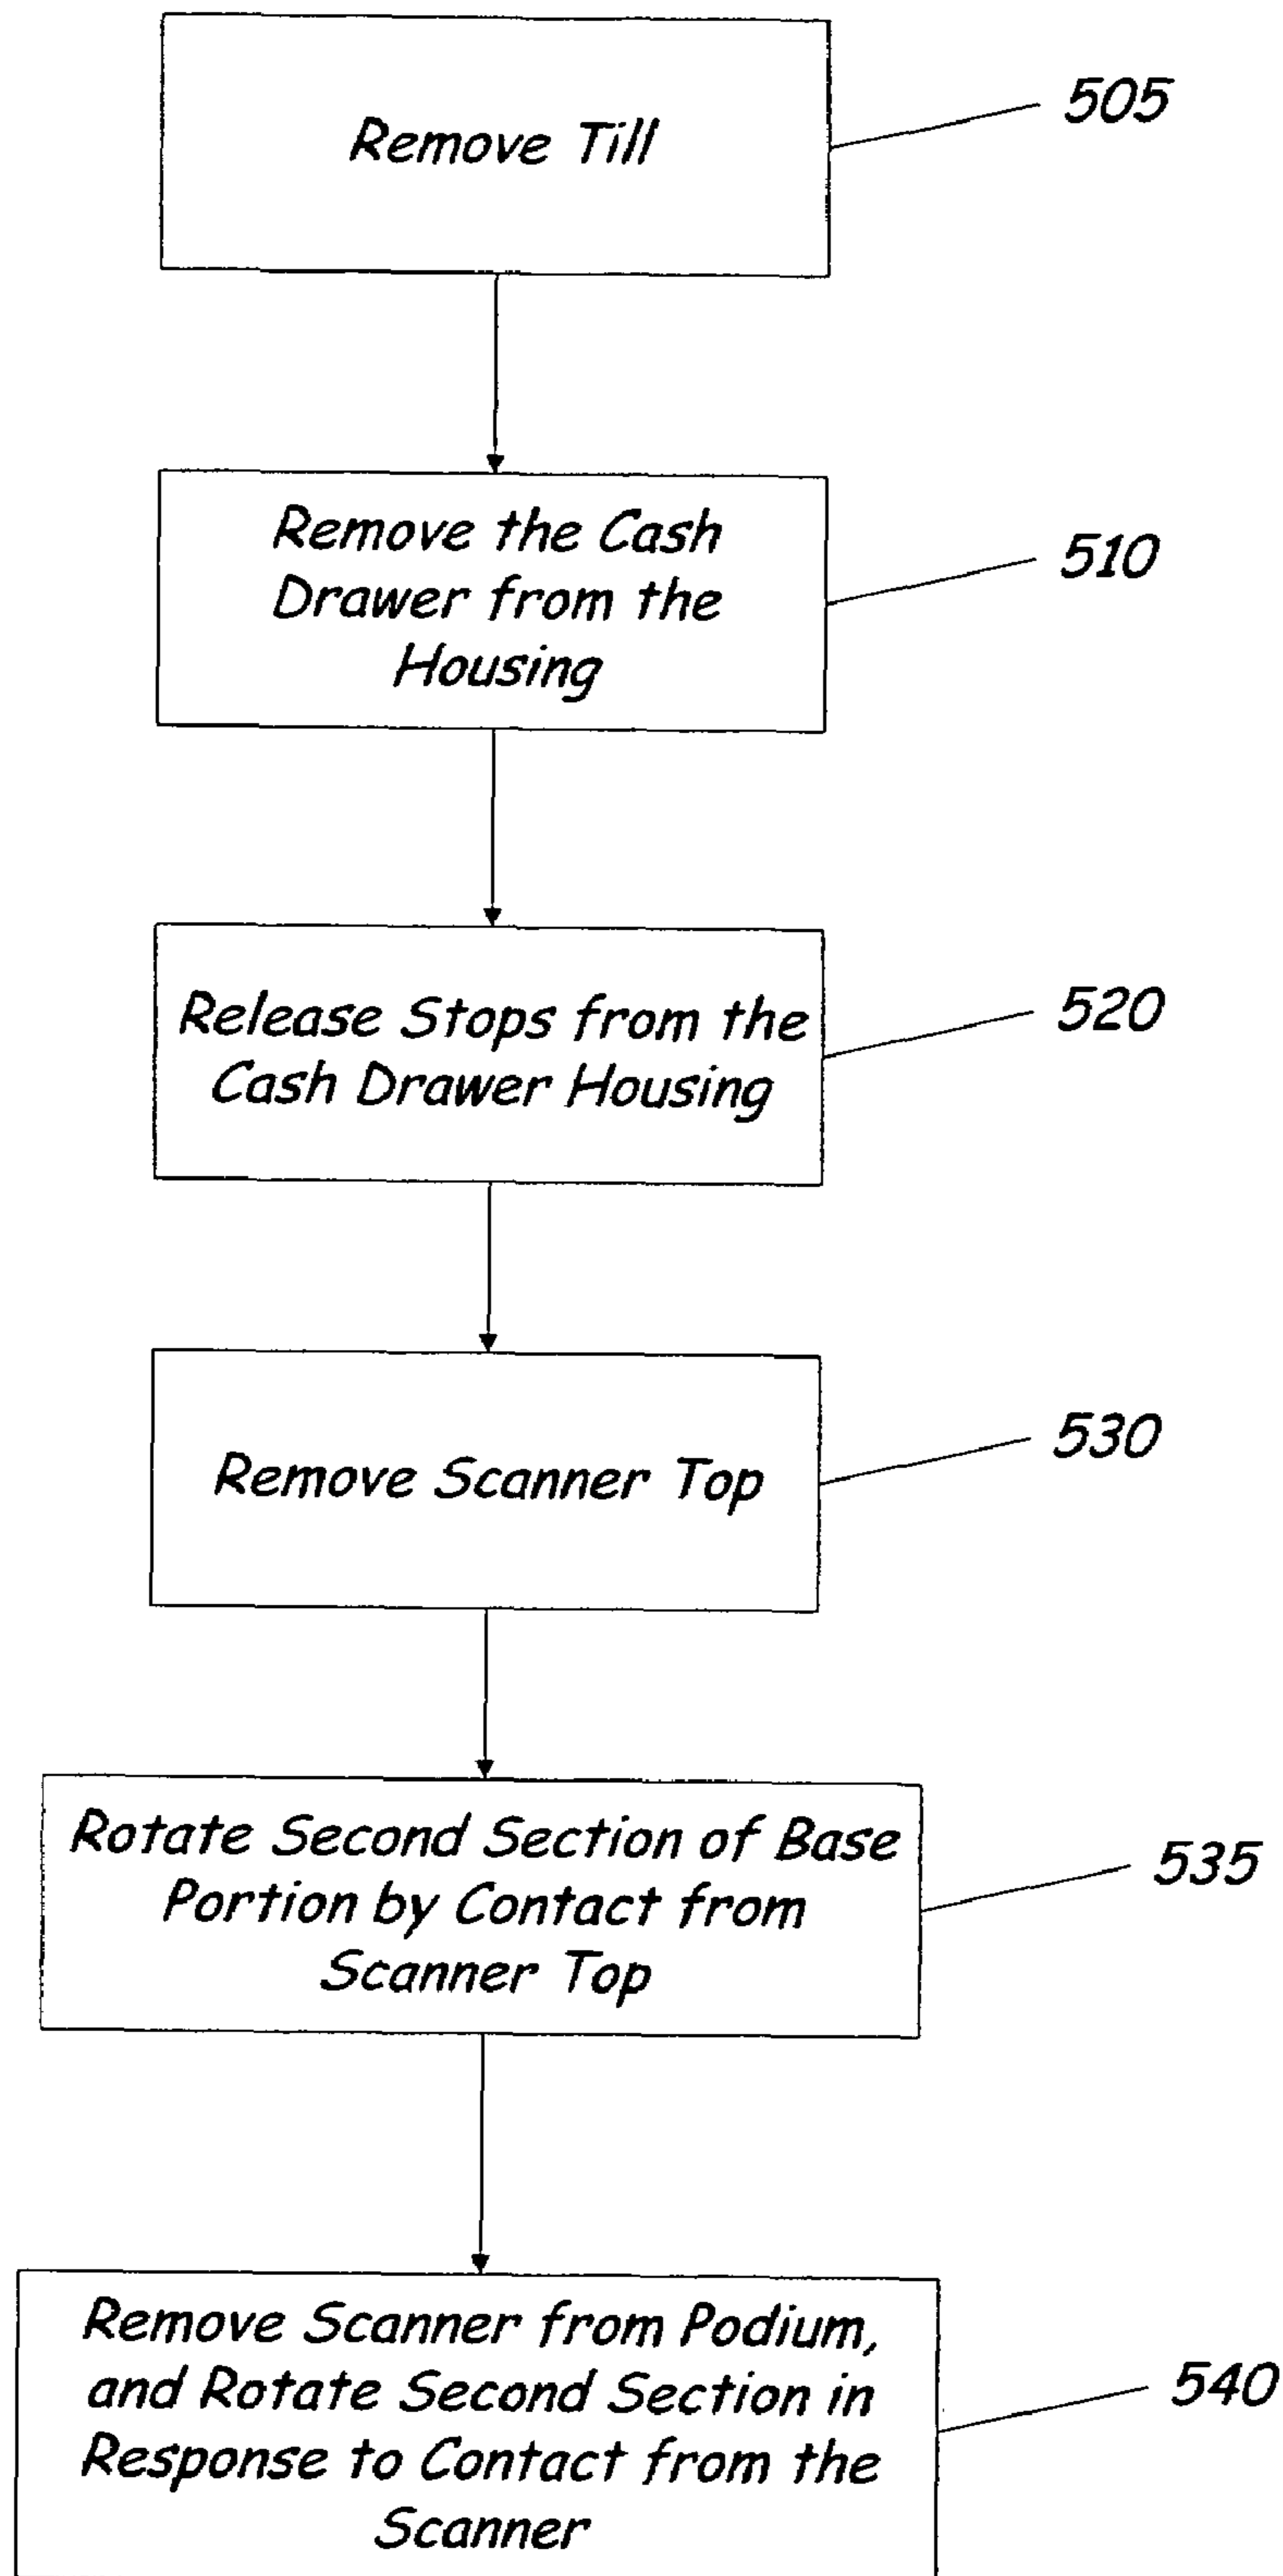 Remove Till
505
Remove the Cash
Drawer from the
Housing
510
Release Stops from the
Cash Drawer Housing
520
Remove Scanner Top
530
Rotate Second Section of Base
Portion by Contact from
Scanner Top
535
Remove Scanner from Podium,
and Rotate Second Section in
Response to Contact from the
Scanner
540